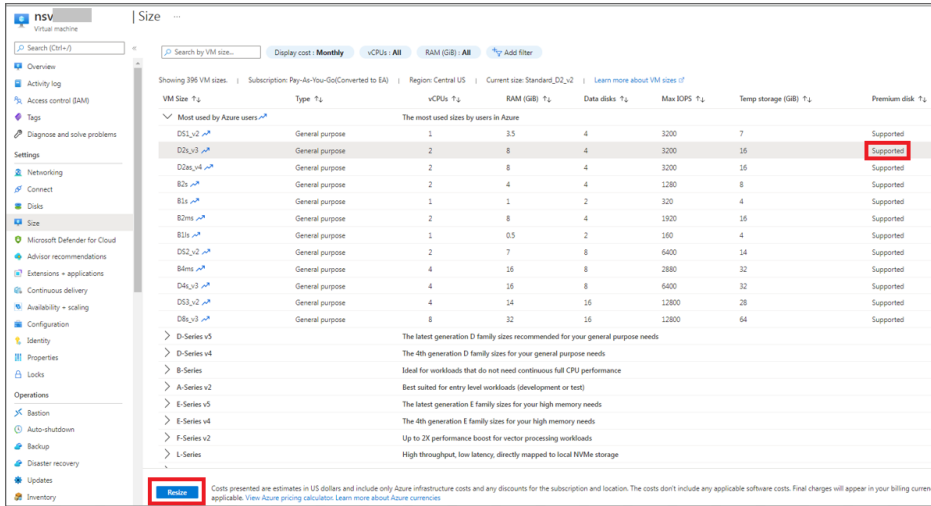 nsv
Virtual machine
| Size ...
Search (Ctrl+/)
«
Overview
Activity log
Access control (IAM)
Tags
Diagnose and solve problems
Settings
Networking
Connect
Disks
Size
Microsoft Defender for Cloud
Advisor recommendations
Extensions + applications
Continuous delivery
Availability + scaling
Configuration
Identity
Properties
Locks
Operations
Bastion
Auto-shutdown
Backup
Disaster recovery
Updates
Inventory
Search by VM size... Display cost : Monthly vCPUs : All RAM (GiB) : All Add filter
Showing 396 VM sizes. | Subscription: Pay-As-You-Go(Converted to EA) | Region: Central US | Current size: Standard_D2_v2 | Learn more about VM sizes
VM Size ↑↓ Type ↑↓ vCPUs ↑↓ RAM (GiB) ↑↓ Data disks ↑↓ Max IOPS ↑↓ Temp storage (GiB) ↑↓ Premium disk ↑↓
Most used by Azure users The most used sizes by users in Azure
DS1_v2 General purpose 1 3.5 4 3200 7 Supported
D2s_v3 General purpose 2 8 4 3200 16 Supported
D2as_v4 General purpose 2 8 4 3200 16 Supported
B2s General purpose 2 4 4 1280 8 Supported
B1s General purpose 1 1 2 320 4 Supported
B2ms General purpose 2 8 4 1920 16 Supported
B1ls General purpose 1 0.5 2 160 4 Supported
DS2_v2 General purpose 2 7 8 6400 14 Supported
B4ms General purpose 4 16 8 2880 32 Supported
D4s_v3 General purpose 4 16 8 6400 32 Supported
DS3_v2 General purpose 4 14 16 12800 28 Supported
D8s_v3 General purpose 8 32 16 12800 64 Supported
D-Series v5 The latest generation D family sizes recommended for your general purpose needs
D-Series v4 The 4th generation D family sizes for your general purpose needs
B-Series Ideal for workloads that do not need continuous full CPU performance
A-Series v2 Best suited for entry level workloads (development or test)
E-Series v5 The latest generation E family sizes for your high memory needs
E-Series v4 The 4th generation E family sizes for your high memory needs
F-Series v2 Up to 2X performance boost for vector processing workloads
L-Series High throughput, low latency, directly mapped to local NVMe storage
Resize
Costs presented are estimates in US dollars and include only Azure infrastructure costs and any discounts for the subscription and location. The costs don't include any applicable software costs. Final charges will appear in your billing curren
applicable. View Azure pricing calculator. Learn more about Azure currencies